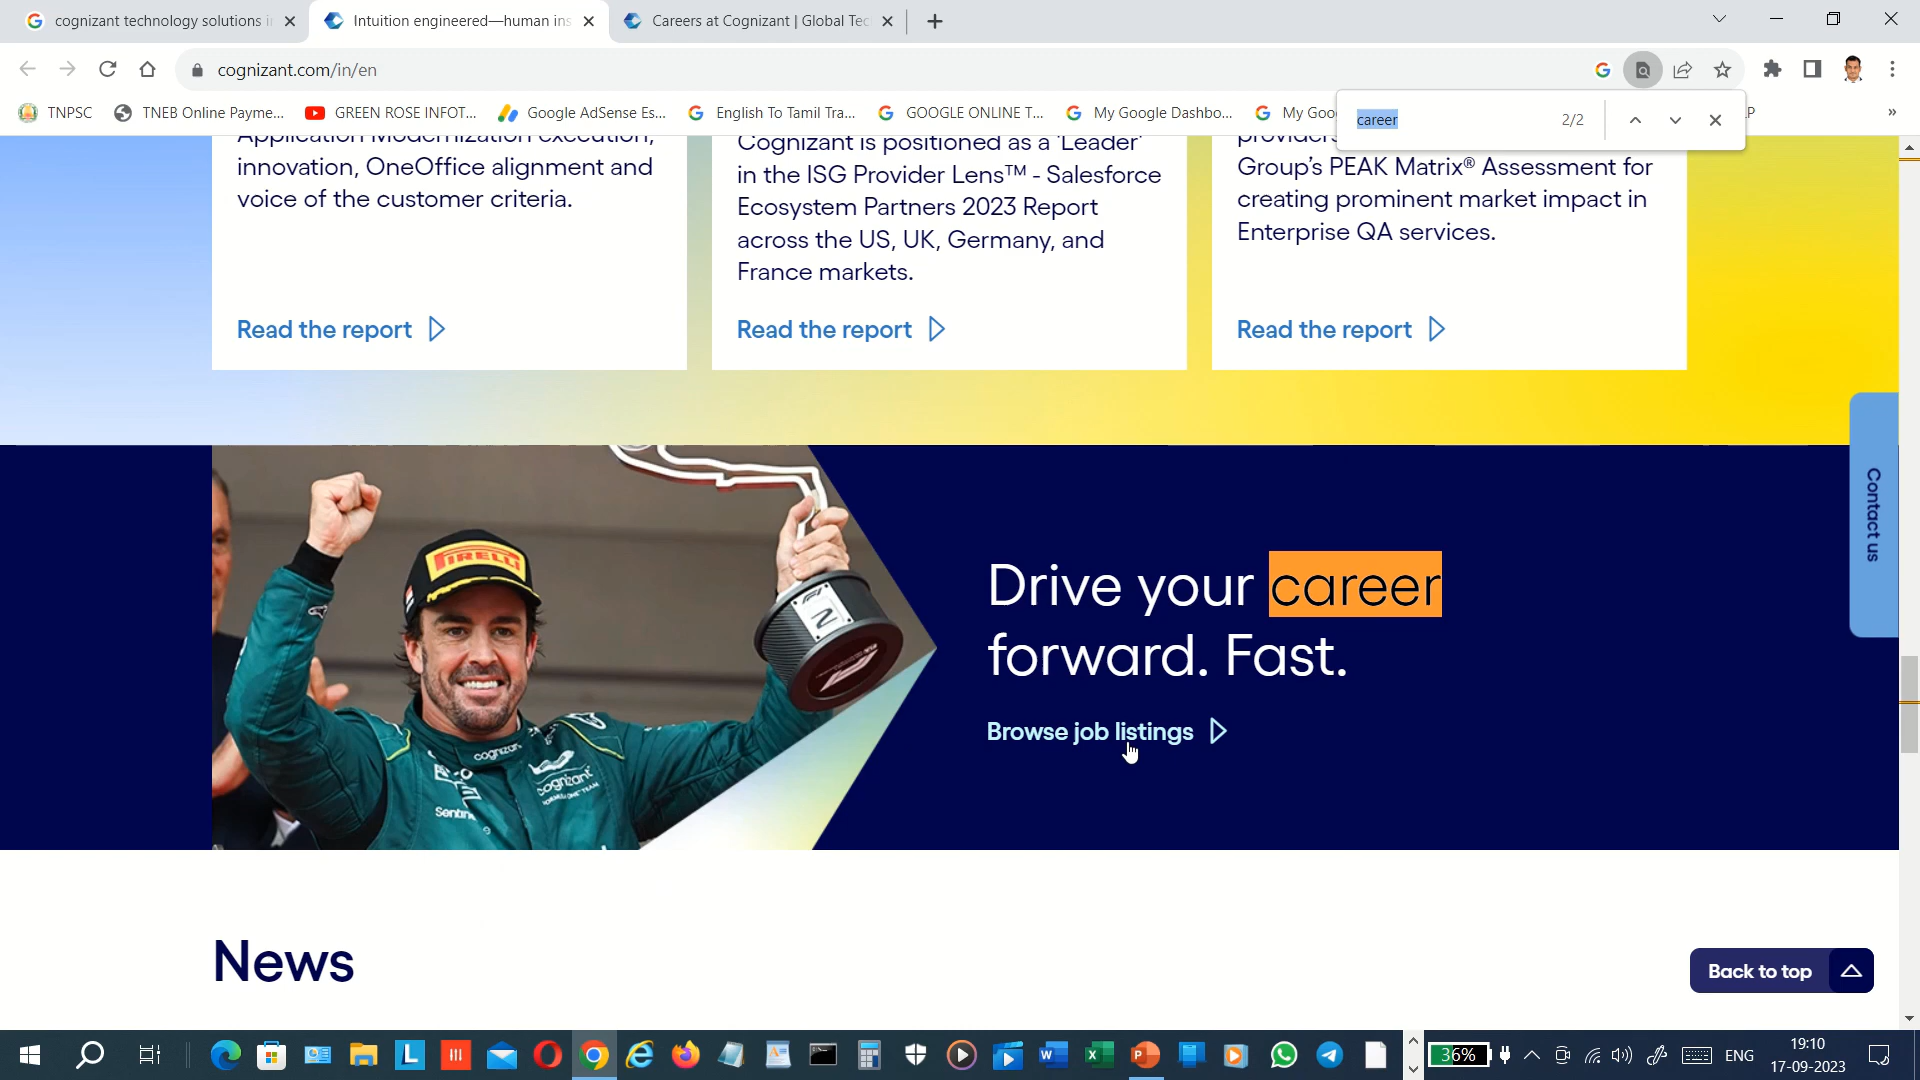 cognizant technology solutions i
Intuition engineered—human ins
Careers at Cognizant | Global Tec
cognizant.com/in/en
TNPSC
TNEB Online Payme...
GREEN ROSE INFOT...
Google AdSense Es...
English To Tamil Tra...
GOOGLE ONLINE T...
My Google Dashbo...
My Goo
career
2/2
Application Modernization execution,
innovation, OneOffice alignment and
voice of the customer criteria.
Read the report
Cognizant is positioned as a 'Leader'
in the ISG Provider Lens™ - Salesforce
Ecosystem Partners 2023 Report
across the US, UK, Germany, and
France markets.
Read the report
providers
Group's PEAK Matrix® Assessment for
creating prominent market impact in
Enterprise QA services.
Read the report
Contact us
PIRELLI
cognizant
cognizant
Drive your career
forward. Fast.
Browse job listings
News
Back to top
36%
ENG
19:10
17-09-2023